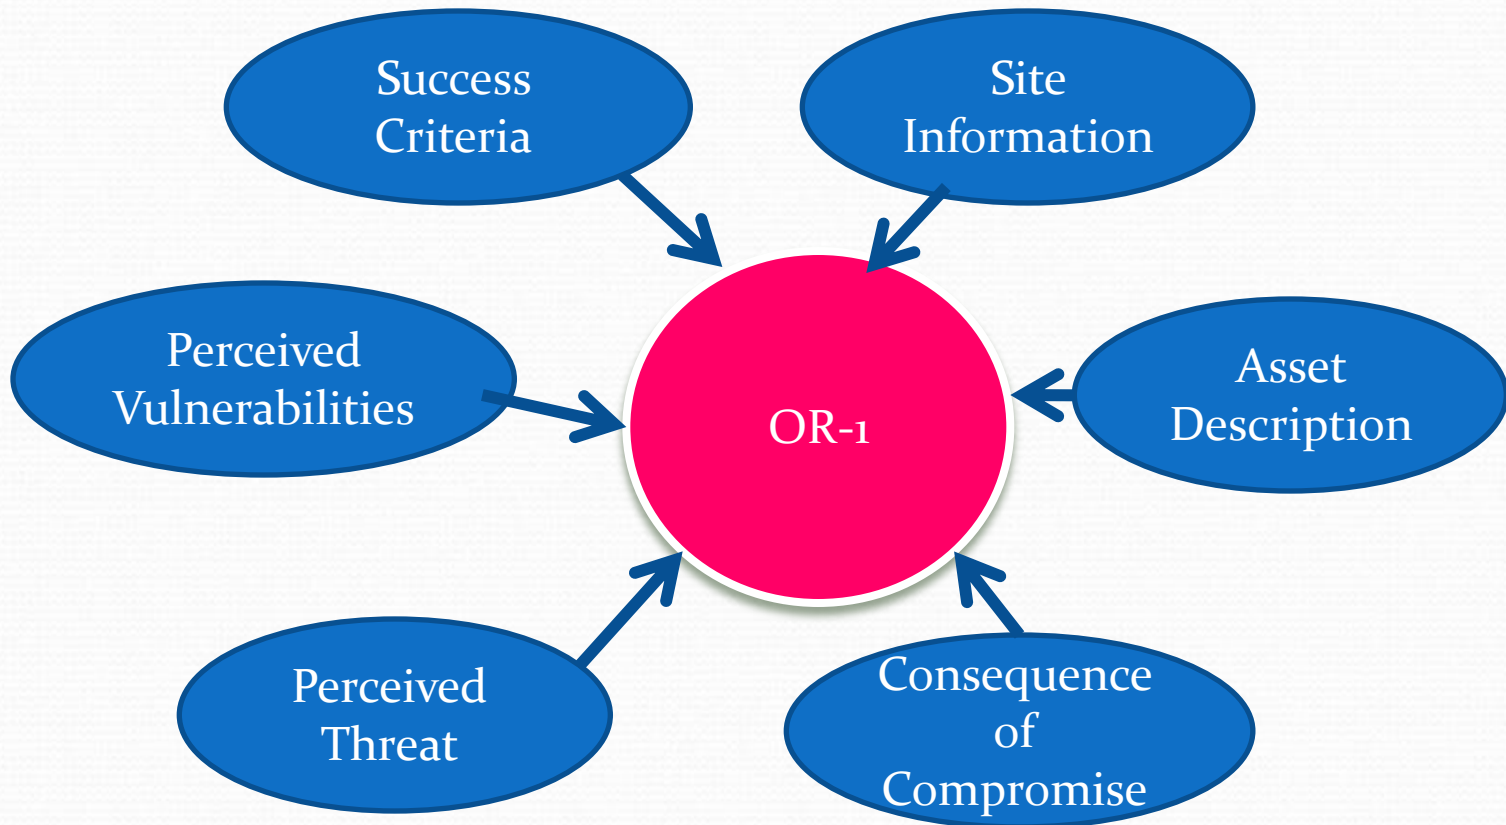 Success
Criteria
Site
Information
Perceived
Vulnerabilities
OR-1
Asset
Description
Perceived
Threat
Consequence
of
Compromise